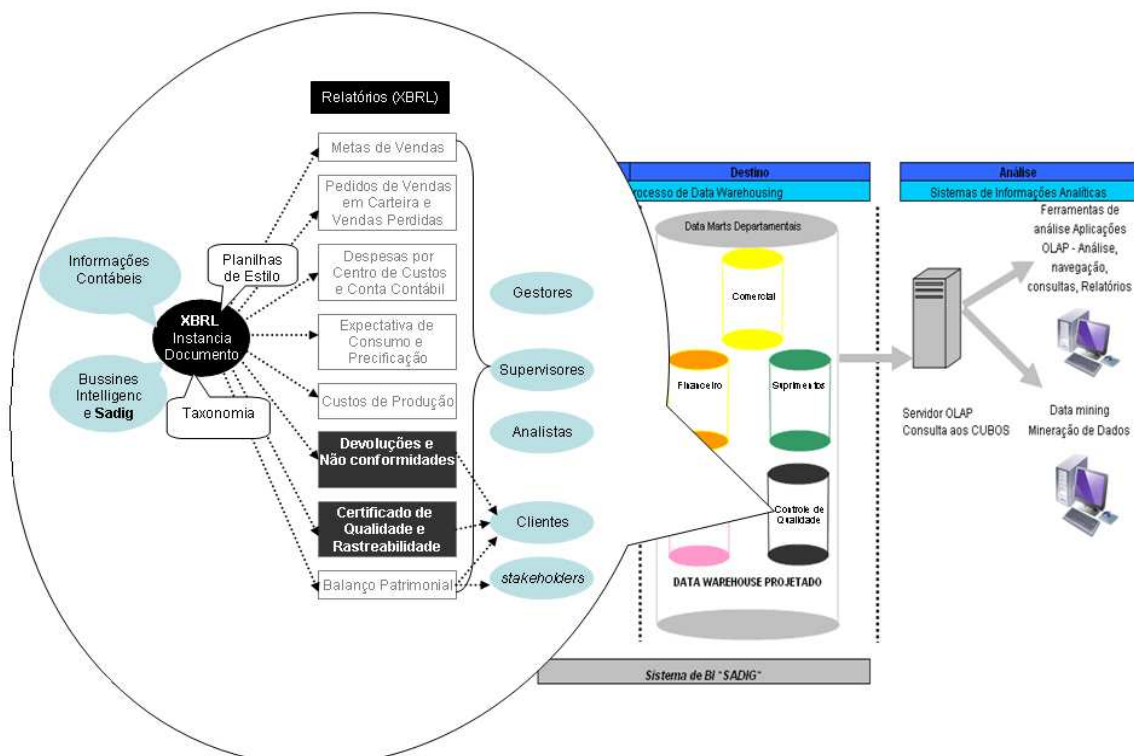 Relatórios (XBRL)
Metas de Vendas
Pedidos de Vendas
em Carteira e
Vendas Perdidas
Despesas por
Centro de Custos
e Conta Contábil
Expectativa de
Consumo e
Precificação
Custos de Produção
Devoluções e
Não conformidades
Certificado de
Qualidade e
Rastreabilidade
Balanço Patrimonial
Informações
Contábeis
Planilhas
de Estilo
XBRL
Instancia
Documento
Bussines
Intelligenc
e Sadig
Taxonomia
Gestores
Supervisores
Analistas
Clientes
stakeholders
Destino
rocesso de Data Warehousing
Data Marts Departamentais
Comercial
Financeiro
Suprimentos
Controle de
Qualidade
DATA WAREHOUSE PROJETADO
Sistema de BI "SADIG"
Análise
Sistemas de Informações Analíticas
Ferramentas de
análise Aplicações
OLAP - Análise,
navegação,
consultas, Relatórios
Servidor OLAP
Consulta aos CUBOS
Data mining
Mineração de Dados